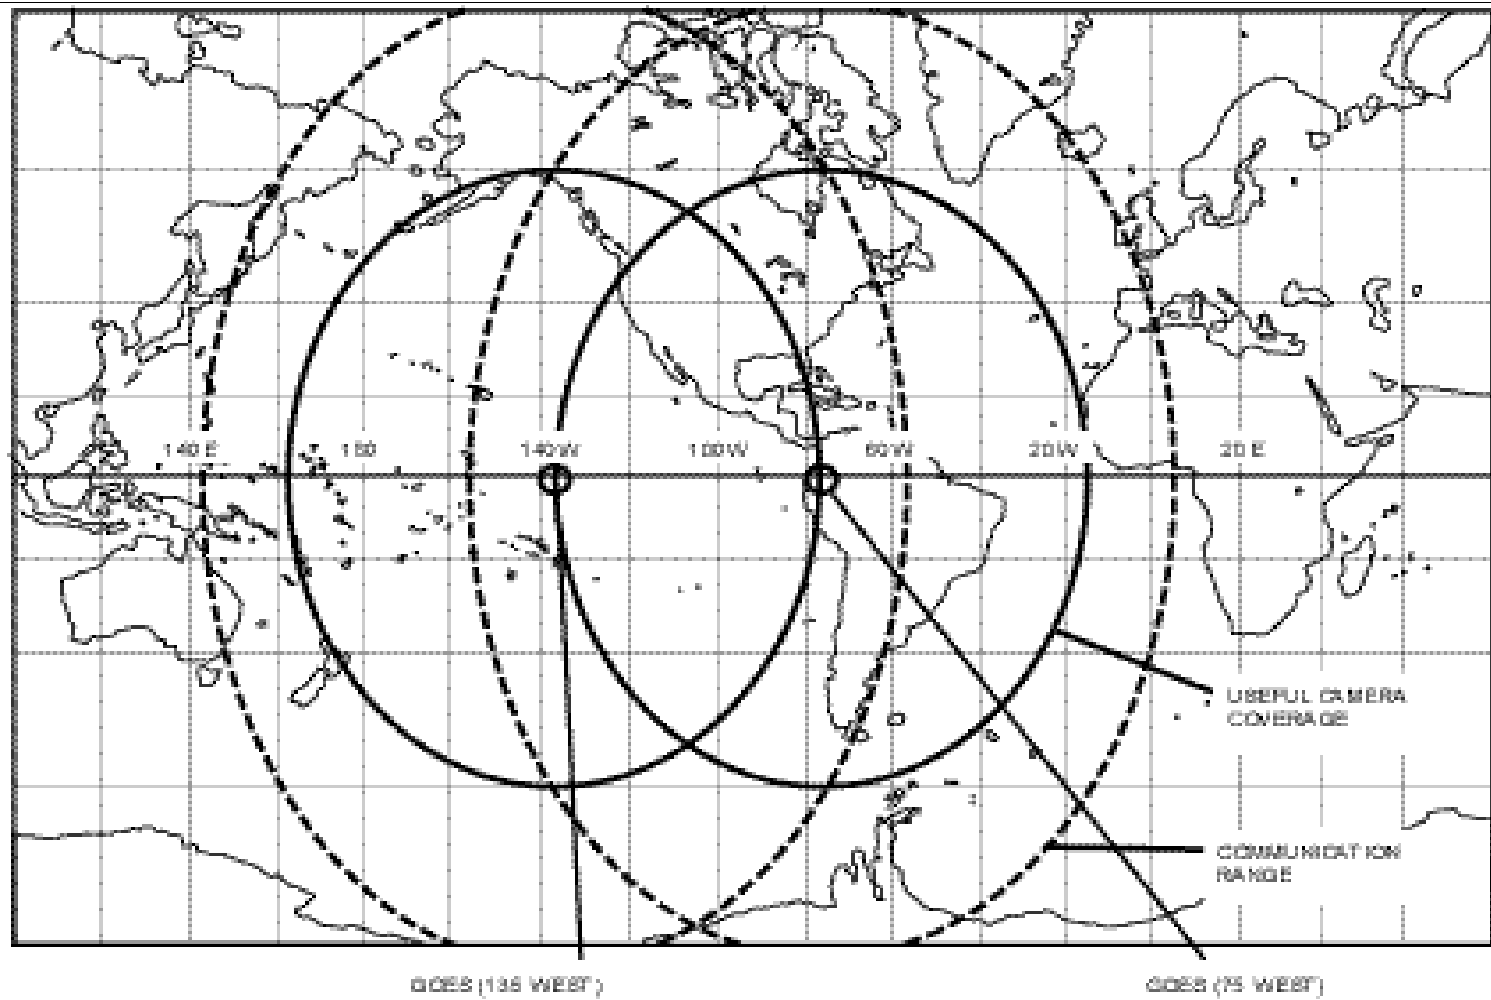 140 E 180 140 W 100 W 60 W 20 W 20 E
USEFUL CAMERA
COVERAGE
COMMUNICATION
RANGE
GOES (135 WEST) GOES (75 WEST)